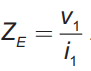 Z_E = v_1 / i_1